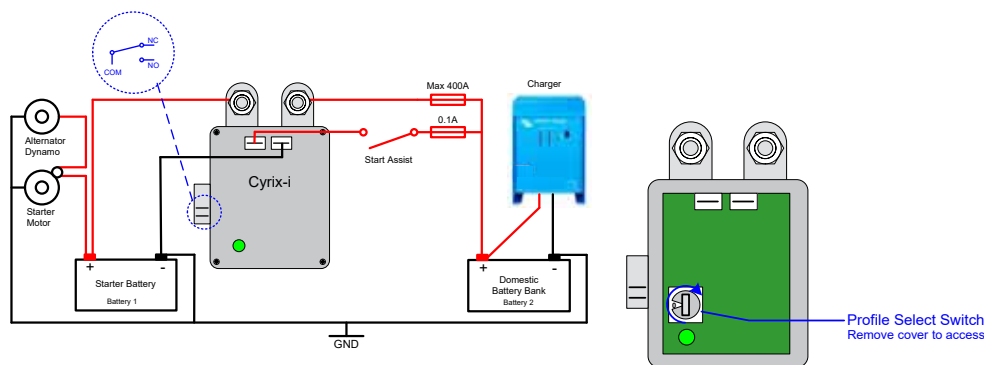 NC
COM
NO
Max 400A
Charger
0.1A
Alternator
Dynamo
Start Assist
Cyrix-i
Starter
Motor
+
-
Starter Battery
Battery 1
+
-
Domestic
Battery Bank
Battery 2
GND
Profile Select Switch
Remove cover to access